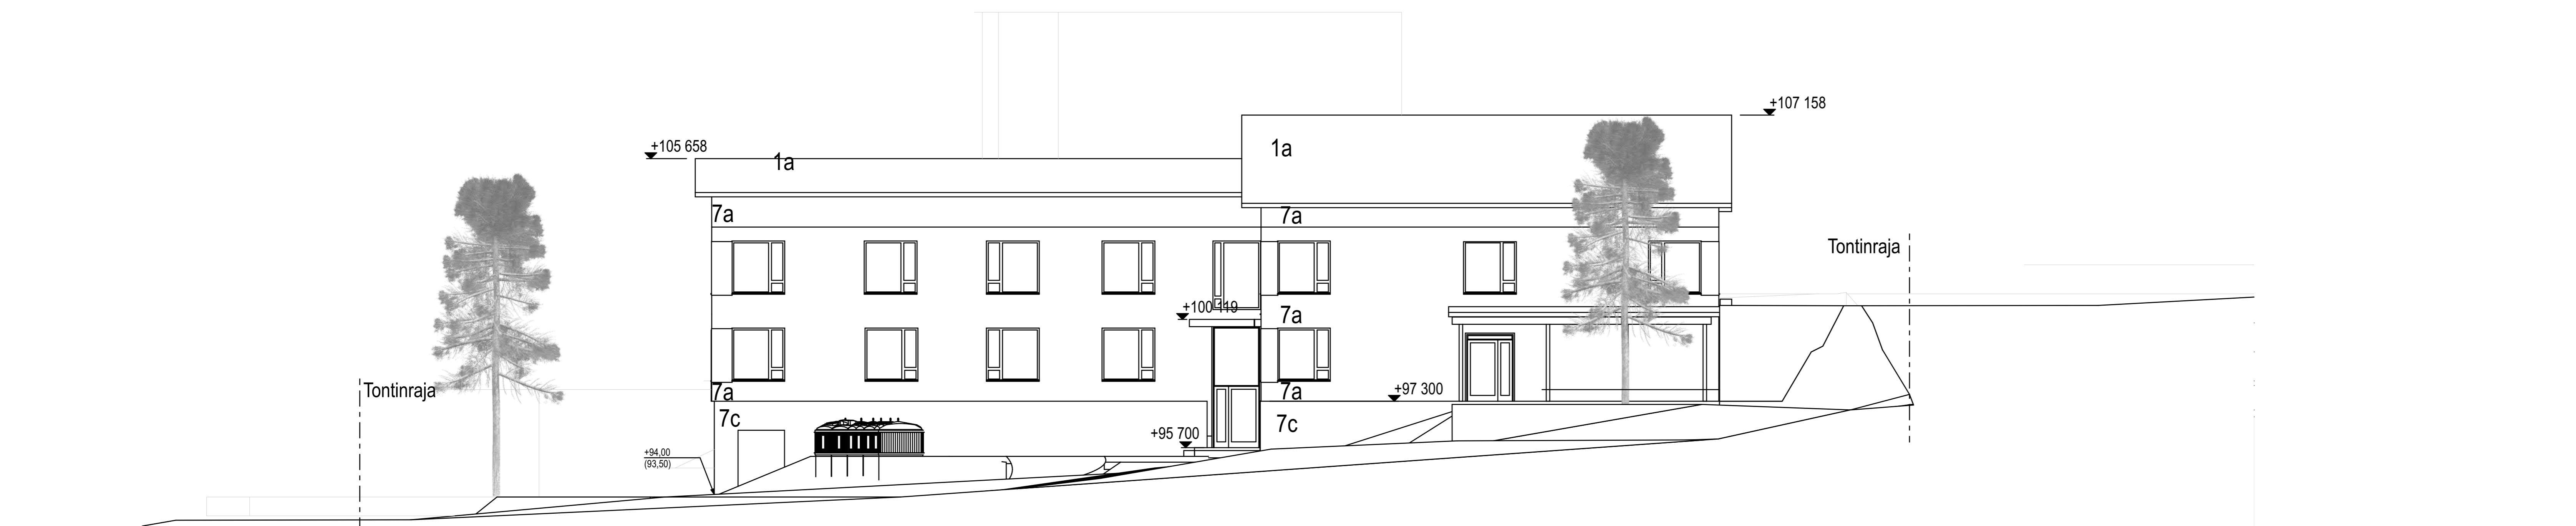 +107 158
+105 658
1a
1a
7a
7a
Tontinraja
+100 119
7a
Tontinraja
7a
7a
+97 300
7c
7c
+95 700
+94,00
(93,50)